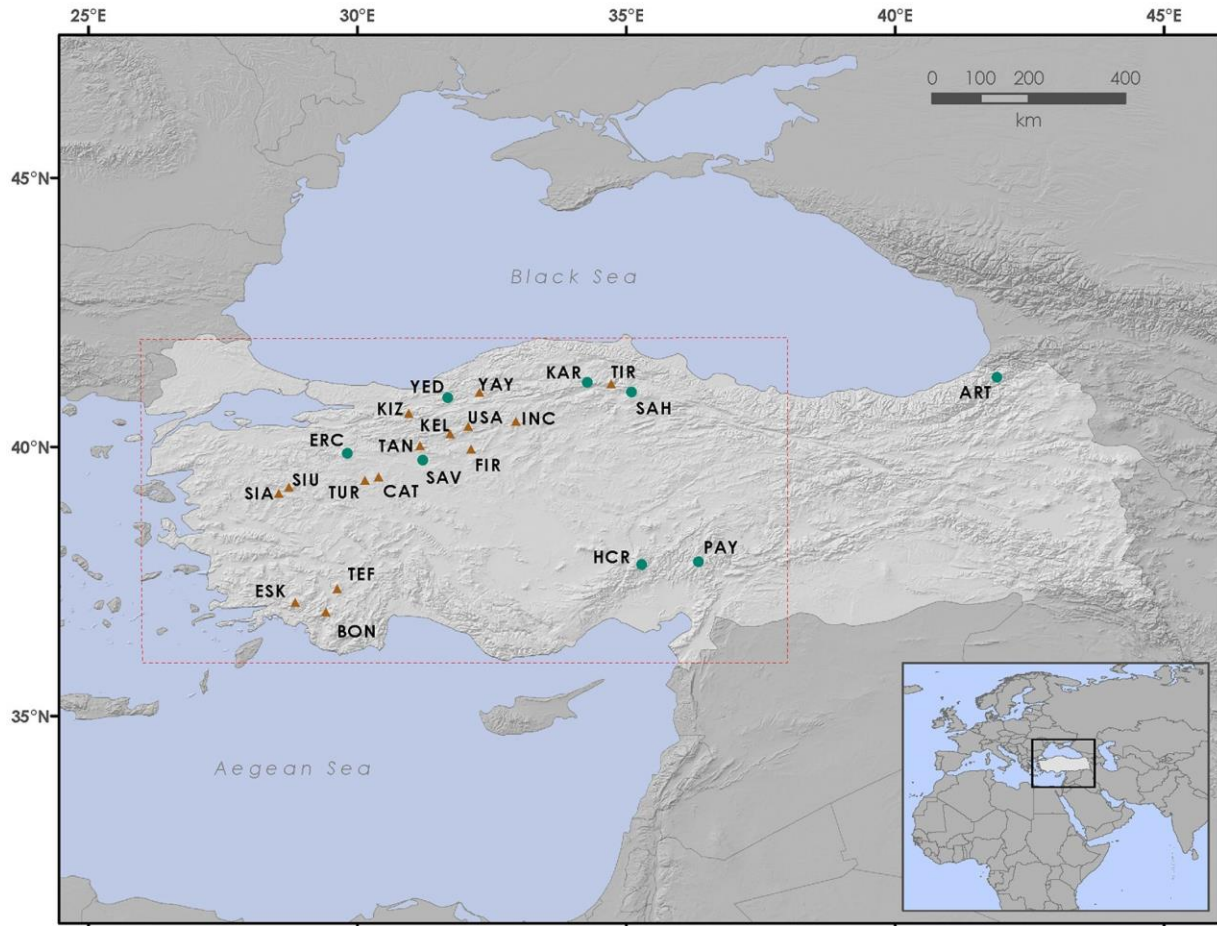 25°E 30°E 35°E 40°E 45°E
0 100 200 400
km
45°N
Black Sea
YED YAY KAR TIR
SAH ART
KIZ KEL USA INC
40°N ERC TAN
FIR
SIA SIU TUR CAT SAV
HCR PAY
ESK TEF
BON
35°N
Aegean Sea